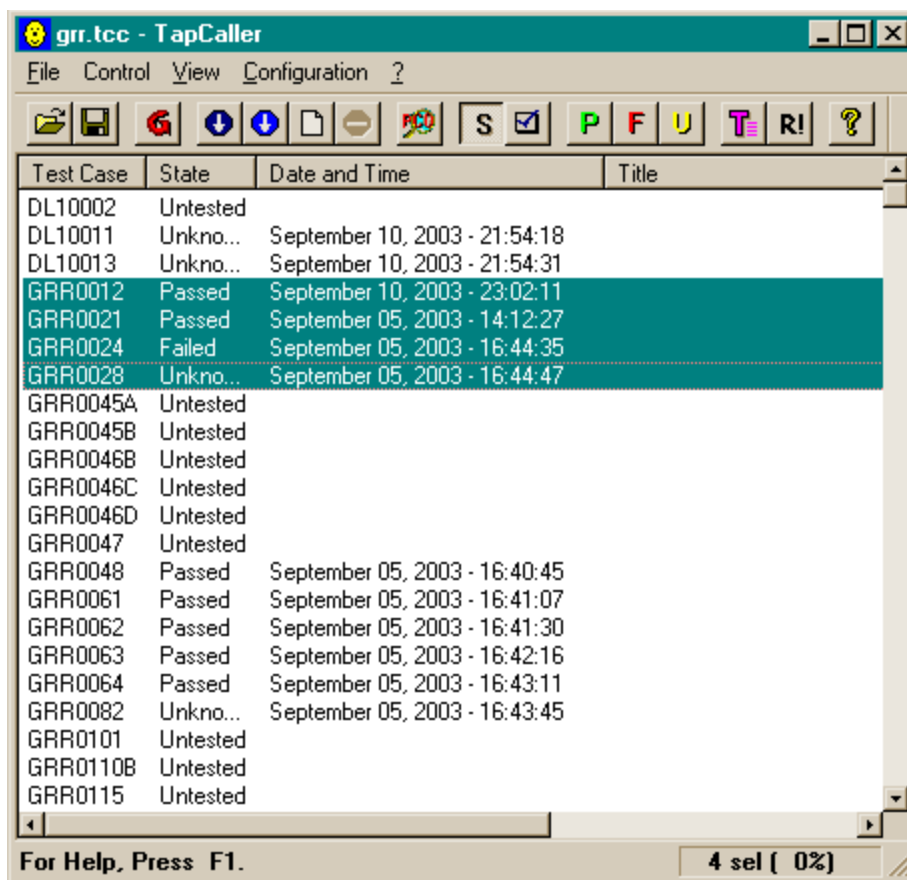 grr.tcc - TapCaller
File Control View Configuration ?
G S P F U T R! ?
Test Case State Date and Time Title
DL10002 Untested
DL10011 Unkno... September 10, 2003 - 21:54:18
DL10013 Unkno... September 10, 2003 - 21:54:31
GRR0012 Passed September 10, 2003 - 23:02:11
GRR0021 Passed September 05, 2003 - 14:12:27
GRR0024 Failed September 05, 2003 - 16:44:35
GRR0028 Unkno... September 05, 2003 - 16:44:47
GRR0045A Untested
GRR0045B Untested
GRR0046B Untested
GRR0046C Untested
GRR0046D Untested
GRR0047 Untested
GRR0048 Passed September 05, 2003 - 16:40:45
GRR0061 Passed September 05, 2003 - 16:41:07
GRR0062 Passed September 05, 2003 - 16:41:30
GRR0063 Passed September 05, 2003 - 16:42:16
GRR0064 Passed September 05, 2003 - 16:43:11
GRR0082 Unkno... September 05, 2003 - 16:43:45
GRR0101 Untested
GRR0110B Untested
GRR0115 Untested
For Help, Press F1. 4 sel ( 0%)